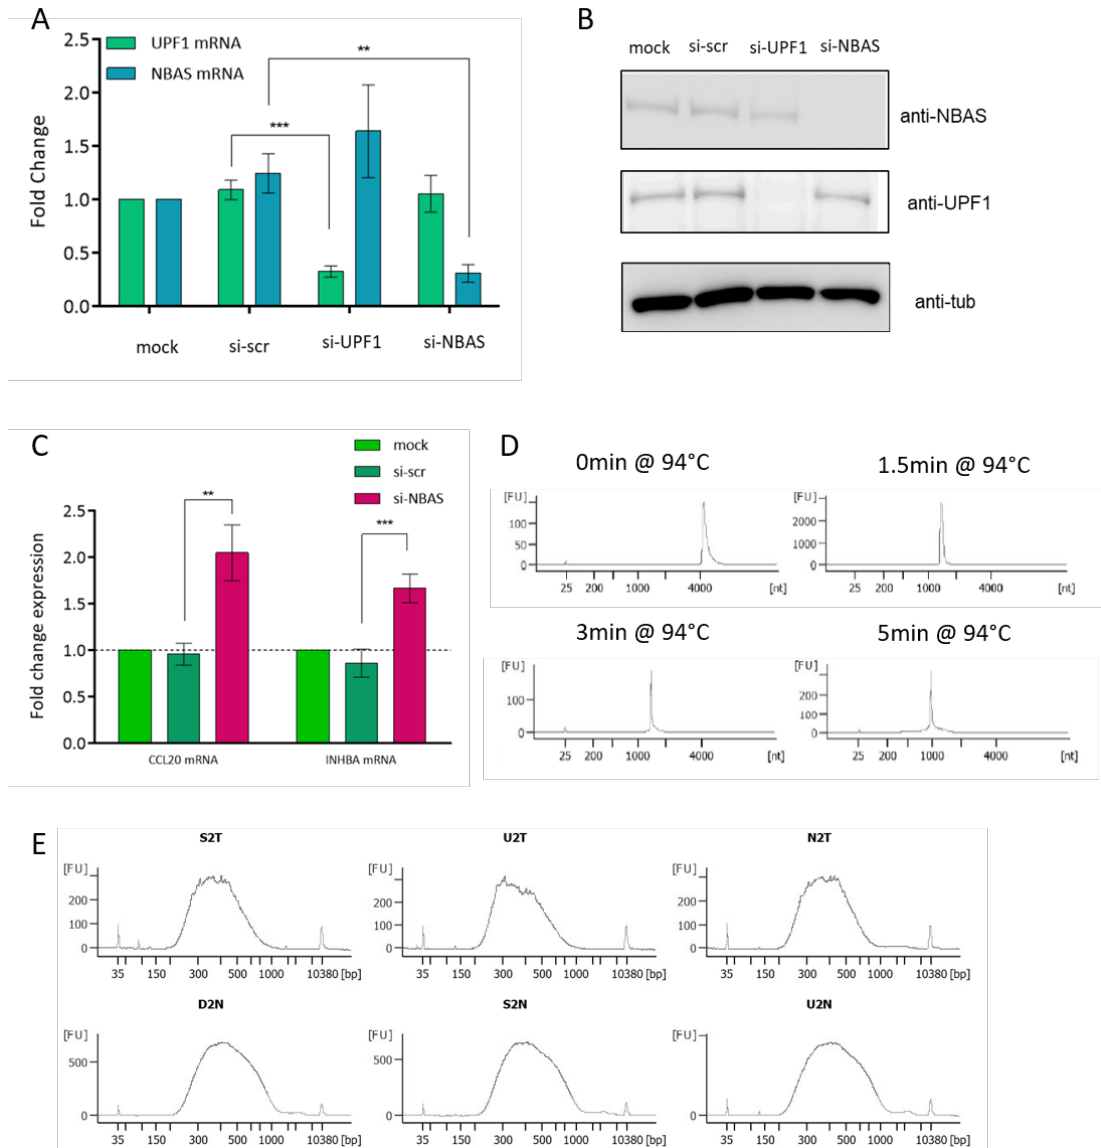 A
UPF1 mRNA
NBAS mRNA
Fold Change
2.5
2.0
1.5
1.0
0.5
0.0
***
**
mock
si-scr
si-UPF1
si-NBAS
B
mock si-scr si-UPF1 si-NBAS
anti-NBAS
anti-UPF1
anti-tub
C
mock
si-scr
si-NBAS
Fold change expression
2.5
2.0
1.5
1.0
0.5
0.0
**
***
CCL20 mRNA
INHBA mRNA
D
0min @ 94°C
[FU]
100
50
0
25 200 1000 4000 [nt]
1.5min @ 94°C
[FU]
2000
1000
0
25 200 1000 4000 [nt]
3min @ 94°C
[FU]
100
0
25 200 1000 4000 [nt]
5min @ 94°C
[FU]
200
100
0
25 200 1000 4000 [nt]
E
S2T
[FU]
200
100
0
35 150 300 500 1000 10380 [bp]
U2T
[FU]
200
100
0
35 150 300 500 1000 10380 [bp]
N2T
[FU]
200
100
0
35 150 300 500 1000 10380 [bp]
D2N
[FU]
500
0
35 150 300 500 1000 10380 [bp]
S2N
[FU]
500
0
35 150 300 500 1000 10380 [bp]
U2N
[FU]
500
0
35 150 300 500 1000 10380 [bp]